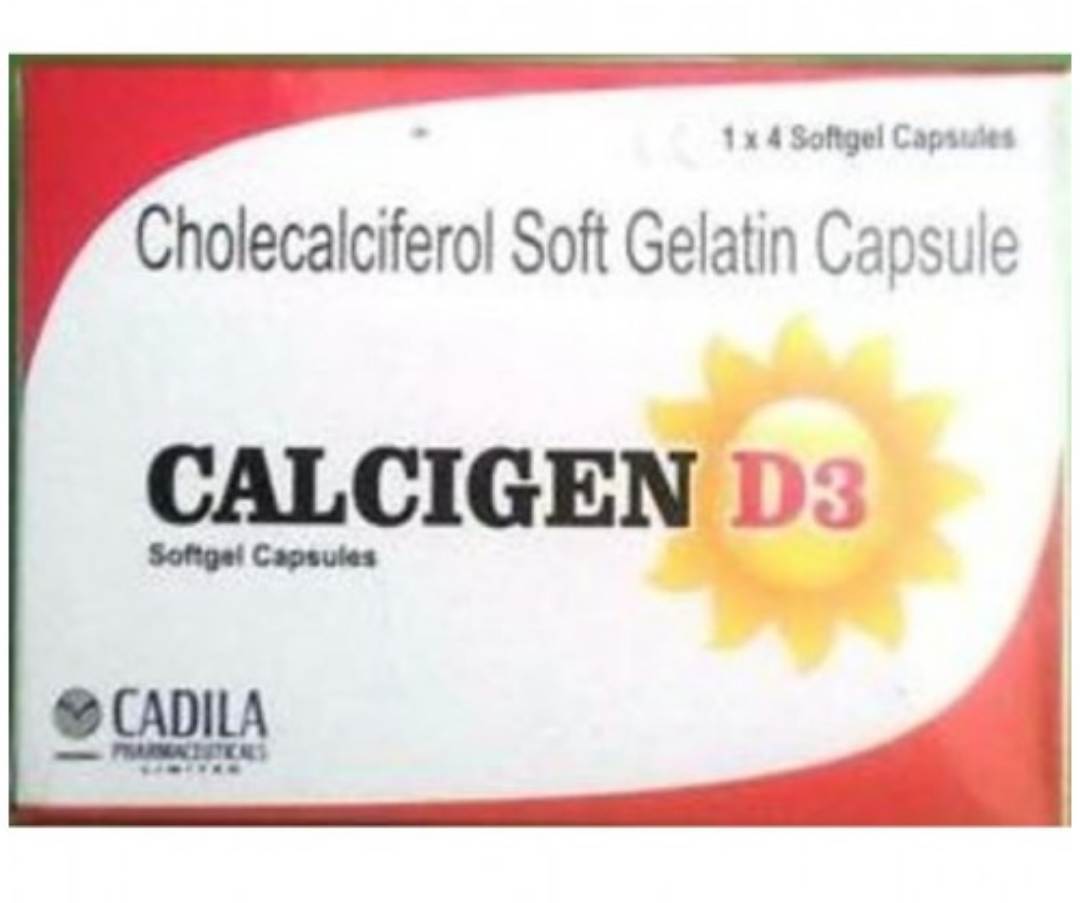 1 x 4 Softgel Capsules
Cholecalciferol Soft Gelatin Capsule
CALCIGEN D3
Softgel Capsules
CADILA
PHARMACEUTICALS
LIMITED